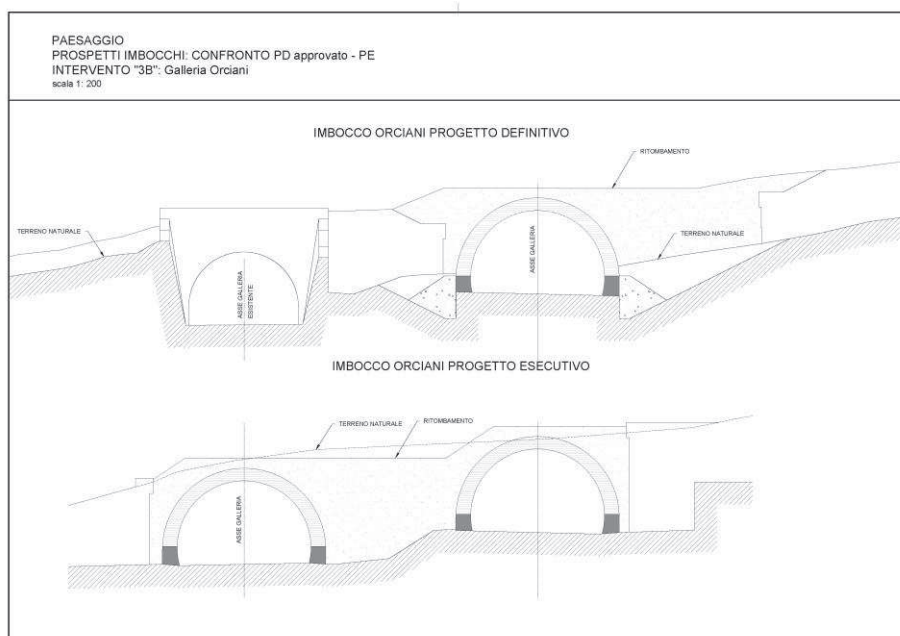 PAESAGGIO
PROSPETTI IMBOCCHI: CONFRONTO PD approvato - PE
INTERVENTO "3B": Galleria Orciani
scala 1: 200
IMBOCCO ORCIANI PROGETTO DEFINITIVO
RITOMBAMENTO
TERRENO NATURALE
TERRENO NATURALE
ASSE GALLERIA
ESISTENTE
ASSE GALLERIA
IMBOCCO ORCIANI PROGETTO ESECUTIVO
TERRENO NATURALE
RITOMBAMENTO
ASSE GALLERIA